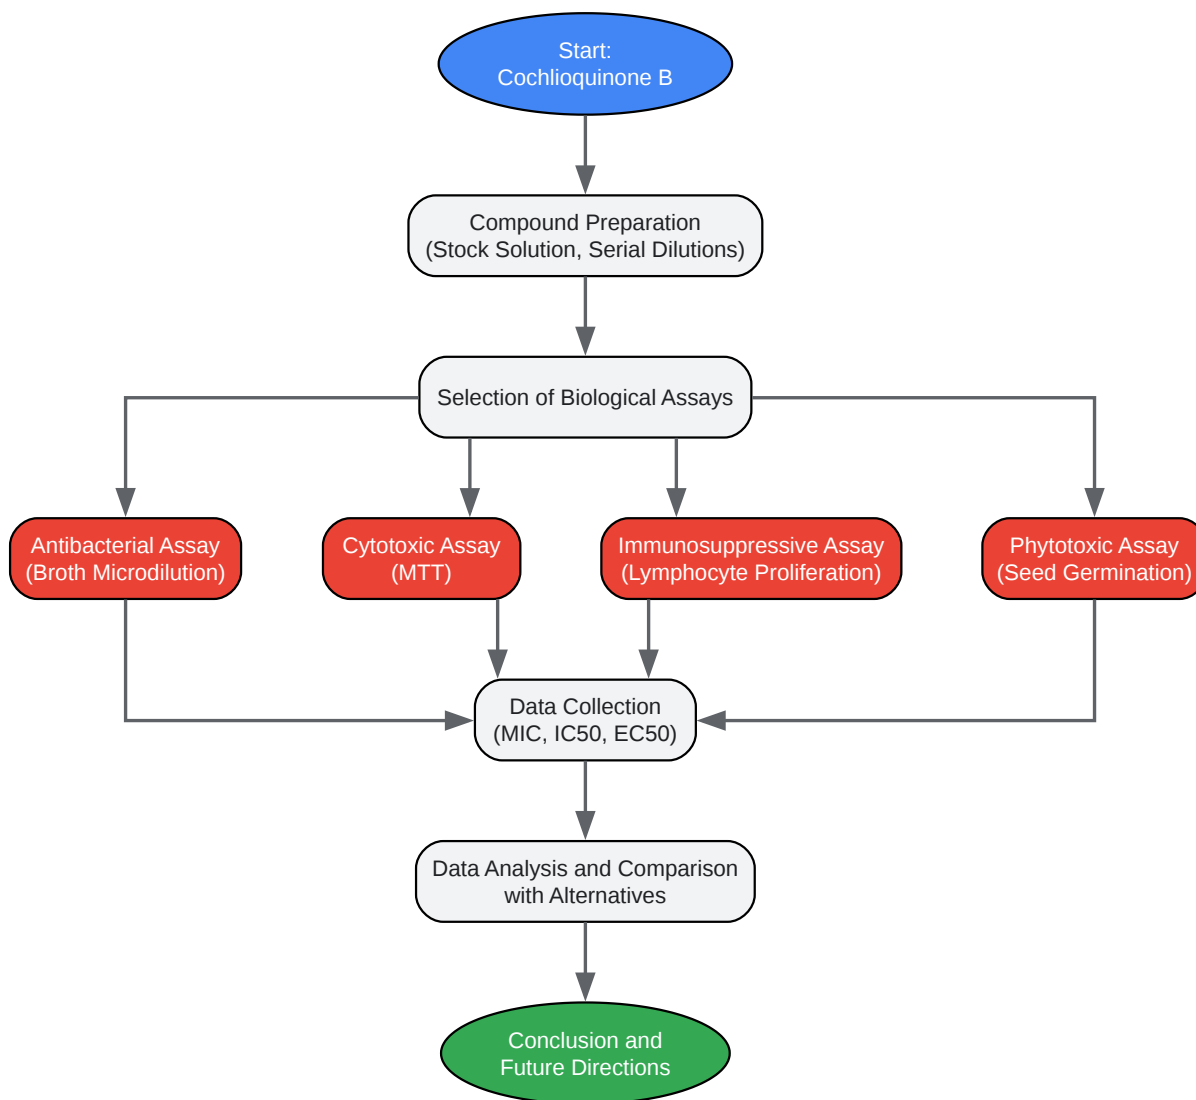 Start:
Cochlioquinone B
Compound Preparation
(Stock Solution, Serial Dilutions)
Selection of Biological Assays
Antibacterial Assay
(Broth Microdilution)
Cytotoxic Assay
(MTT)
Immunosuppressive Assay
(Lymphocyte Proliferation)
Phytotoxic Assay
(Seed Germination)
Data Collection
(MIC, IC50, EC50)
Data Analysis and Comparison
with Alternatives
Conclusion and
Future Directions